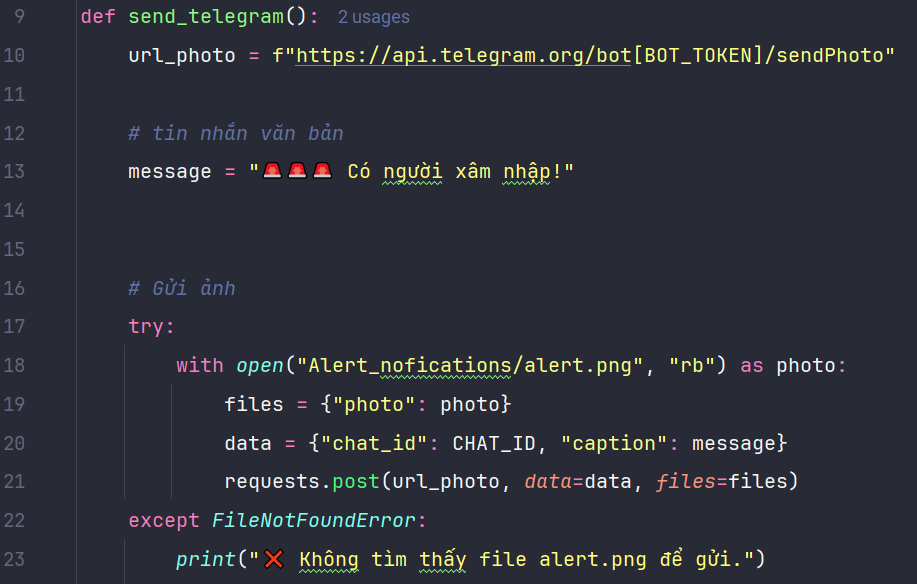 9 def send_telegram(): 2 usages
10 url_photo = f"https://api.telegram.org/bot[BOT_TOKEN]/sendPhoto"
11
12 # tin nhắn văn bản
13 message = "🚨🚨🚨 Có người xâm nhập!"
14
15
16 # Gửi ảnh
17 try:
18 with open("Alert_nofications/alert.png", "rb") as photo:
19 files = {"photo": photo}
20 data = {"chat_id": CHAT_ID, "caption": message}
21 requests.post(url_photo, data=data, files=files)
22 except FileNotFoundError:
23 print("❌ Không tìm thấy file alert.png để gửi.")